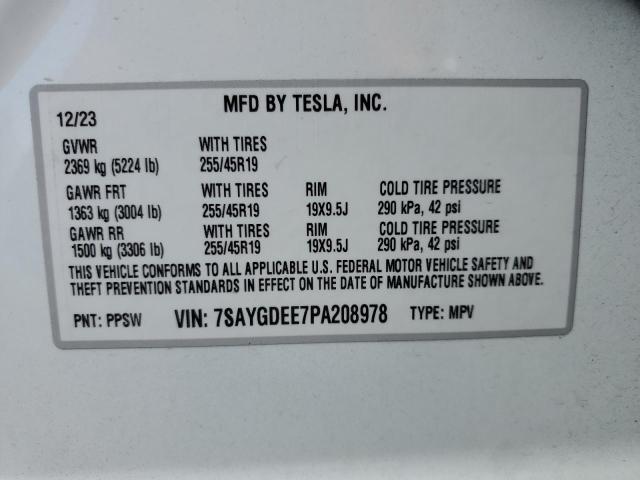 MFD BY TESLA, INC.
12/23
GVWR WITH TIRES
2369 kg (5224 lb) 255/45R19
GAWR FRT WITH TIRES RIM COLD TIRE PRESSURE
1363 kg (3004 lb) 255/45R19 19X9.5J 290 kPa, 42 psi
GAWR RR WITH TIRES RIM COLD TIRE PRESSURE
1500 kg (3306 lb) 255/45R19 19X9.5J 290 kPa, 42 psi
THIS VEHICLE CONFORMS TO ALL APPLICABLE U.S. FEDERAL MOTOR VEHICLE SAFETY AND
THEFT PREVENTION STANDARDS IN EFFECT ON THE DATE OF MANUFACTURE SHOWN ABOVE.
PNT: PPSW VIN: 7SAYGDEE7PA208978 TYPE: MPV